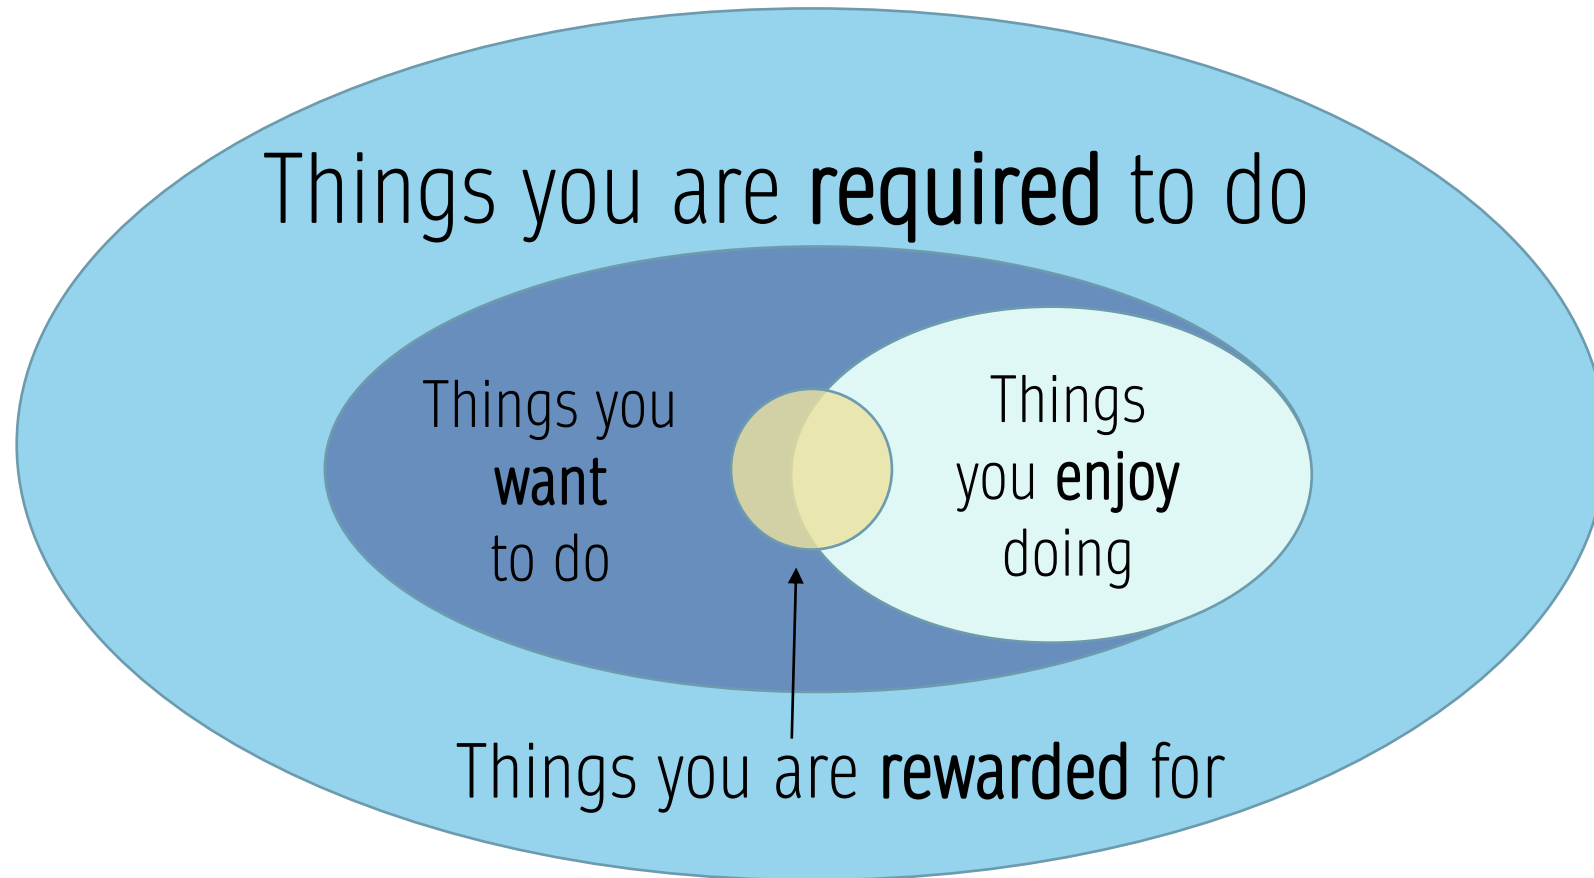 Things you are required to do
Things you
want
to do
Things
you enjoy
doing
Things you are rewarded for